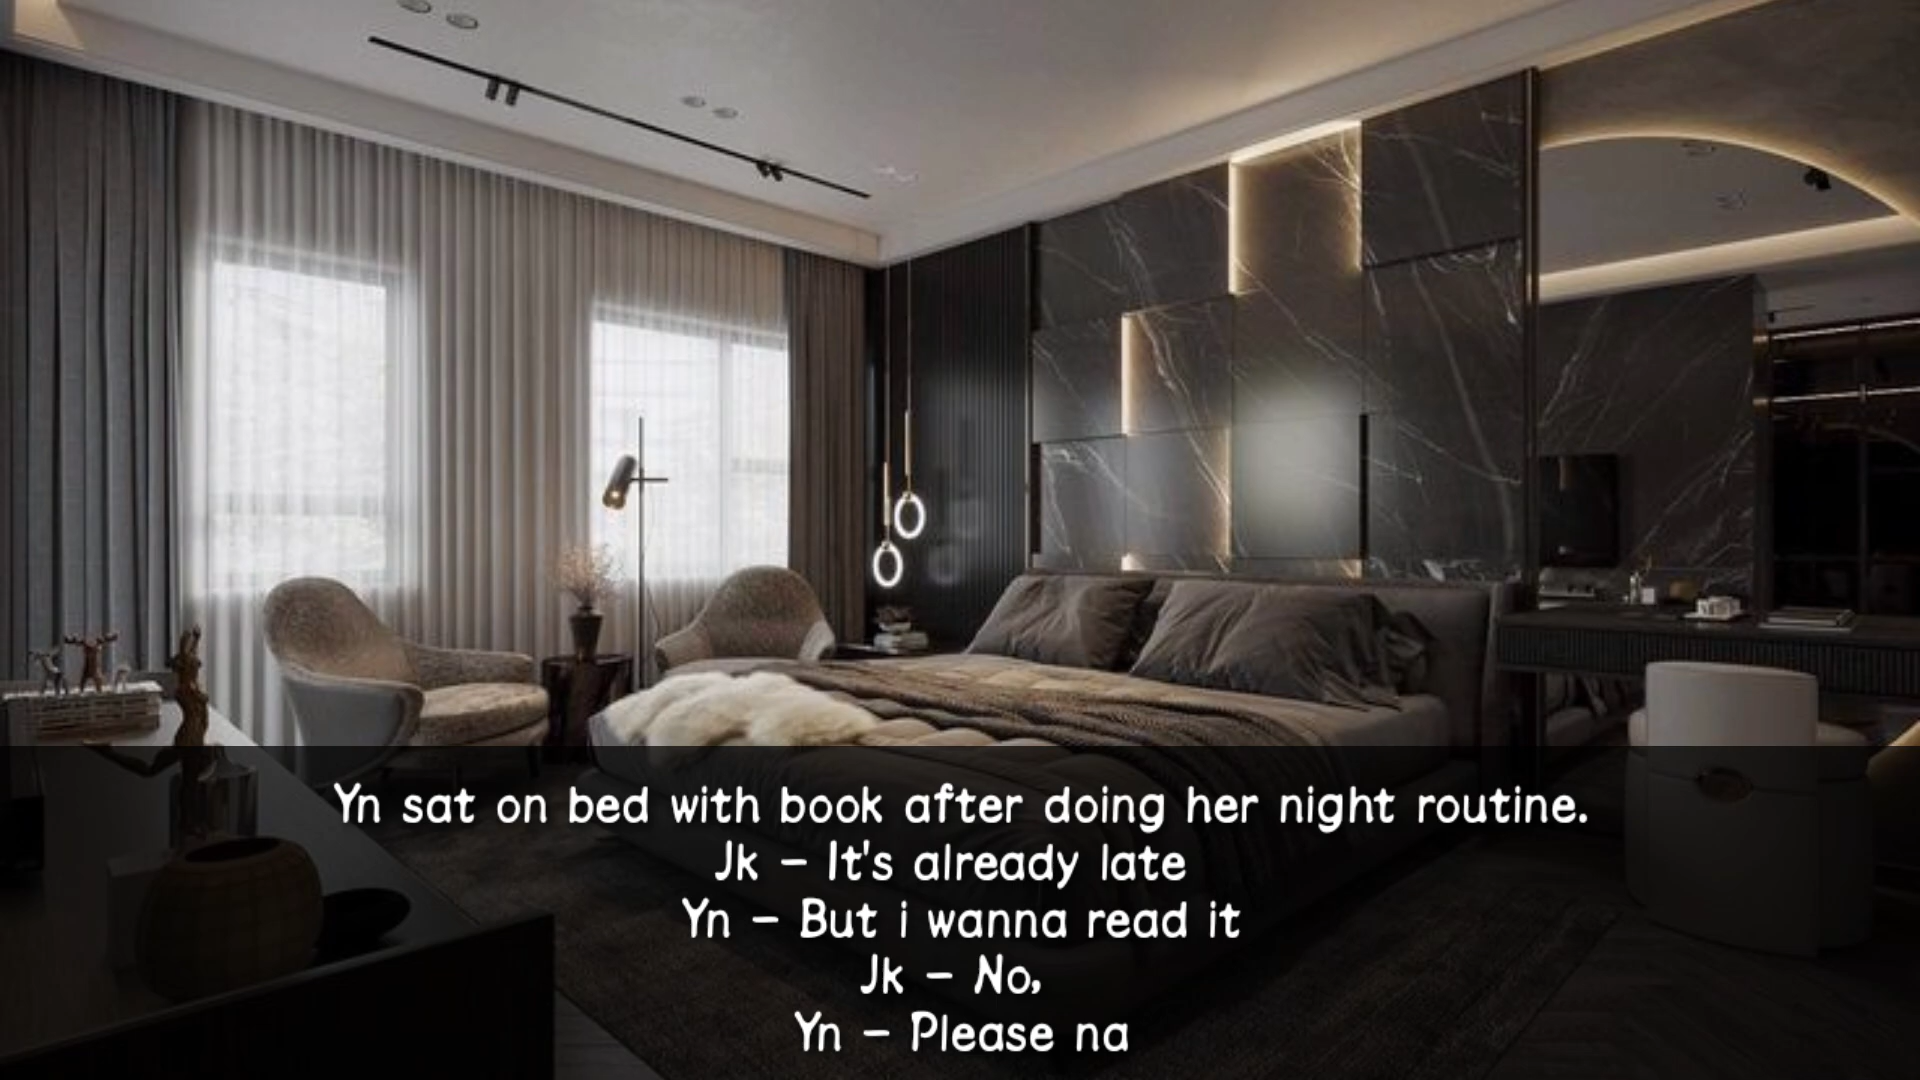 Yn sat on bed with book after doing her night routine.
Jk - It's already late
Yn - But i wanna read it
Jk - No,
Yn - Please na